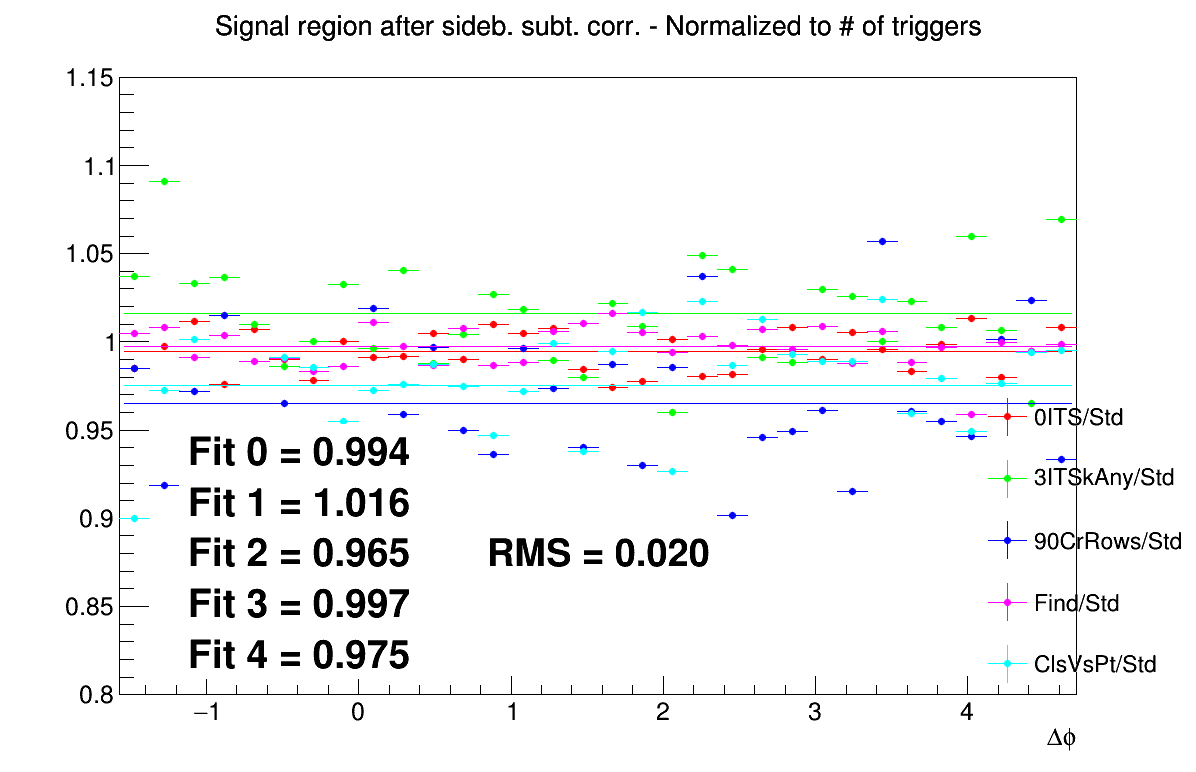 Signal region after sideb. subt. corr. - Normalized to # of triggers
1.15
1.1
1.05
1
0.95
0.9
0.85
0.8
Fit 0 = 0.994
Fit 1 = 1.016
Fit 2 = 0.965
Fit 3 = 0.997
Fit 4 = 0.975
RMS = 0.020
0ITS/Std
3ITSkAny/Std
90CrRows/Std
Find/Std
ClsVsPt/Std
−1 0 1 2 3 4
Δϕ